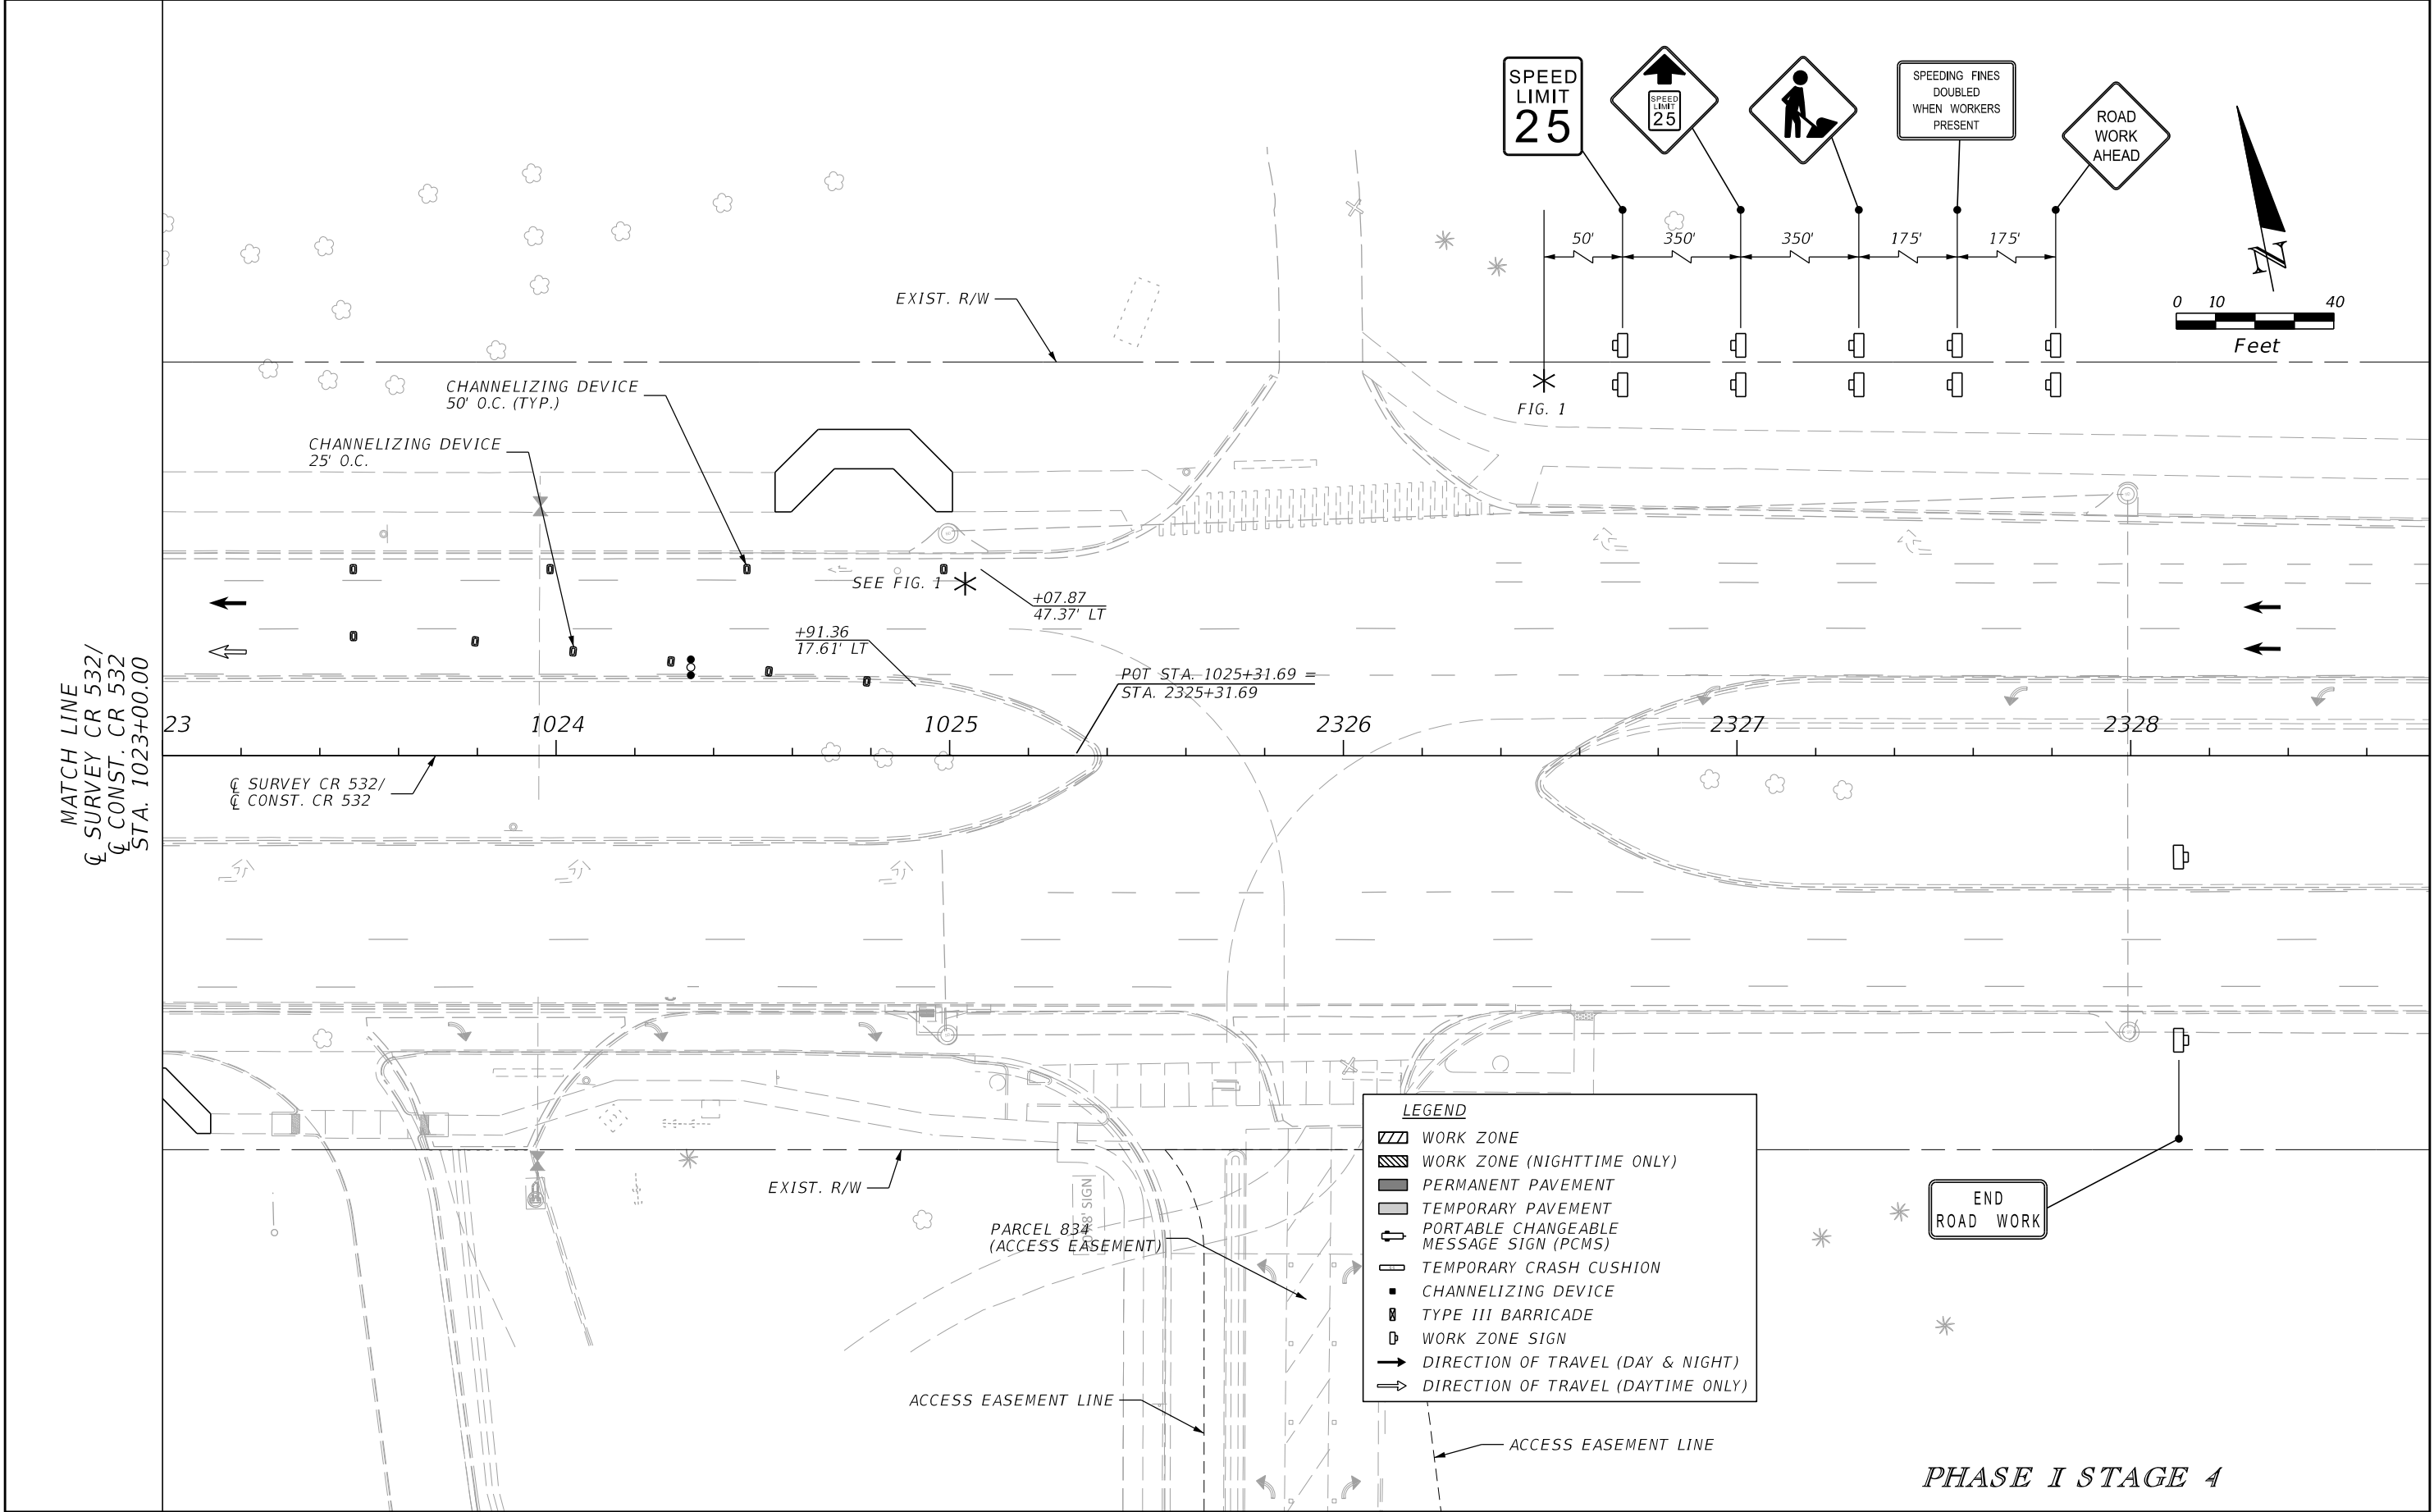 SPEED
LIMIT
25
SPEED
LIMIT
25
SPEEDING FINES
DOUBLED
WHEN WORKERS
PRESENT
ROAD
WORK
AHEAD
50'
350'
350'
175'
175'
N
0 10 40
Feet
EXIST. R/W
CHANNELIZING DEVICE
50' O.C. (TYP.)
CHANNELIZING DEVICE
25' O.C.
FIG. 1
SEE FIG. 1
+07.87
47.37' LT
+91.36
17.61' LT
POT STA. 1025+31.69 =
STA. 2325+31.69
MATCH LINE
℄ SURVEY CR 532/
℄ CONST. CR 532
STA. 1023+00.00
23
1024
1025
2326
2327
2328
℄ SURVEY CR 532/
℄ CONST. CR 532
EXIST. R/W
PARCEL 834
(ACCESS EASEMENT)
ACCESS EASEMENT LINE
ACCESS EASEMENT LINE
LEGEND
WORK ZONE
WORK ZONE (NIGHTTIME ONLY)
PERMANENT PAVEMENT
TEMPORARY PAVEMENT
PORTABLE CHANGEABLE
MESSAGE SIGN (PCMS)
TEMPORARY CRASH CUSHION
CHANNELIZING DEVICE
TYPE III BARRICADE
WORK ZONE SIGN
DIRECTION OF TRAVEL (DAY & NIGHT)
DIRECTION OF TRAVEL (DAYTIME ONLY)
END
ROAD WORK
SIGN
PHASE I STAGE 4